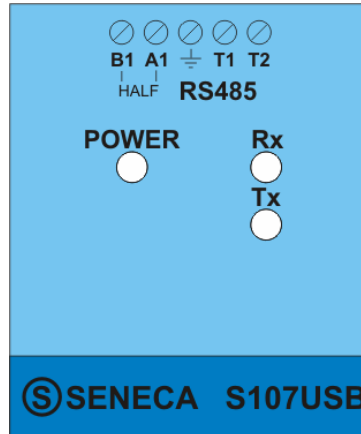 B1 A1 T1 T2
HALF RS485
POWER Rx
Tx
S SENECA S107USB